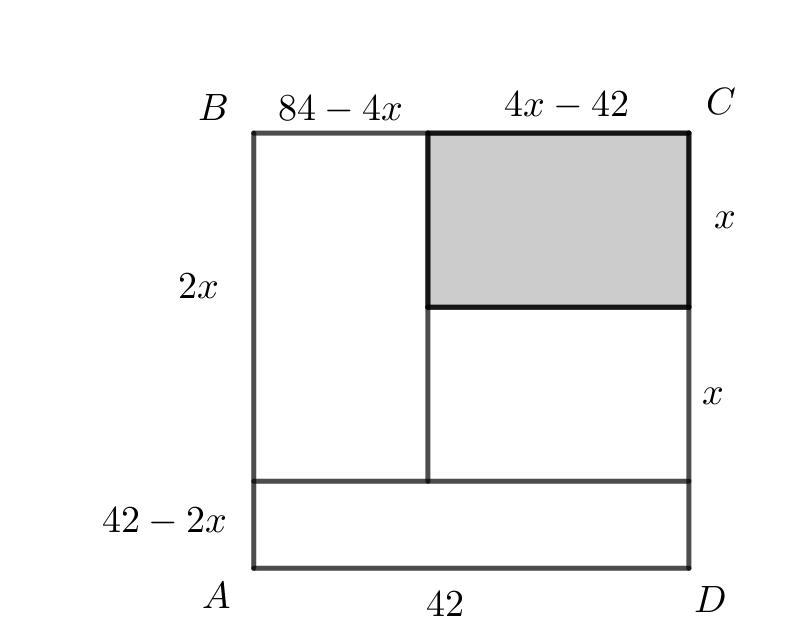 B 84 − 4x 4x − 42 C
x
2x
x
42 − 2x
A 42 D